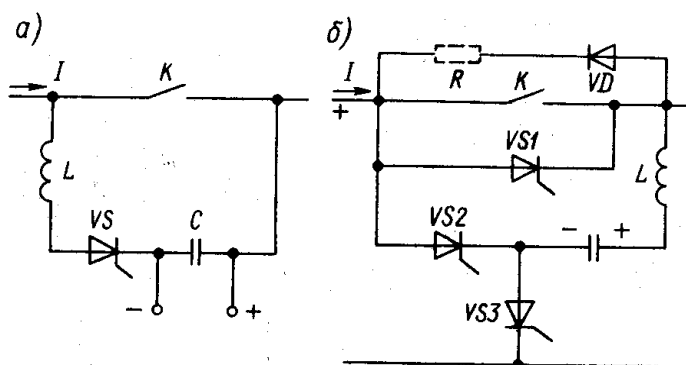 а) б)
I K I R VD
+ K
L VS1 L
VS C VS2 − +
− + VS3